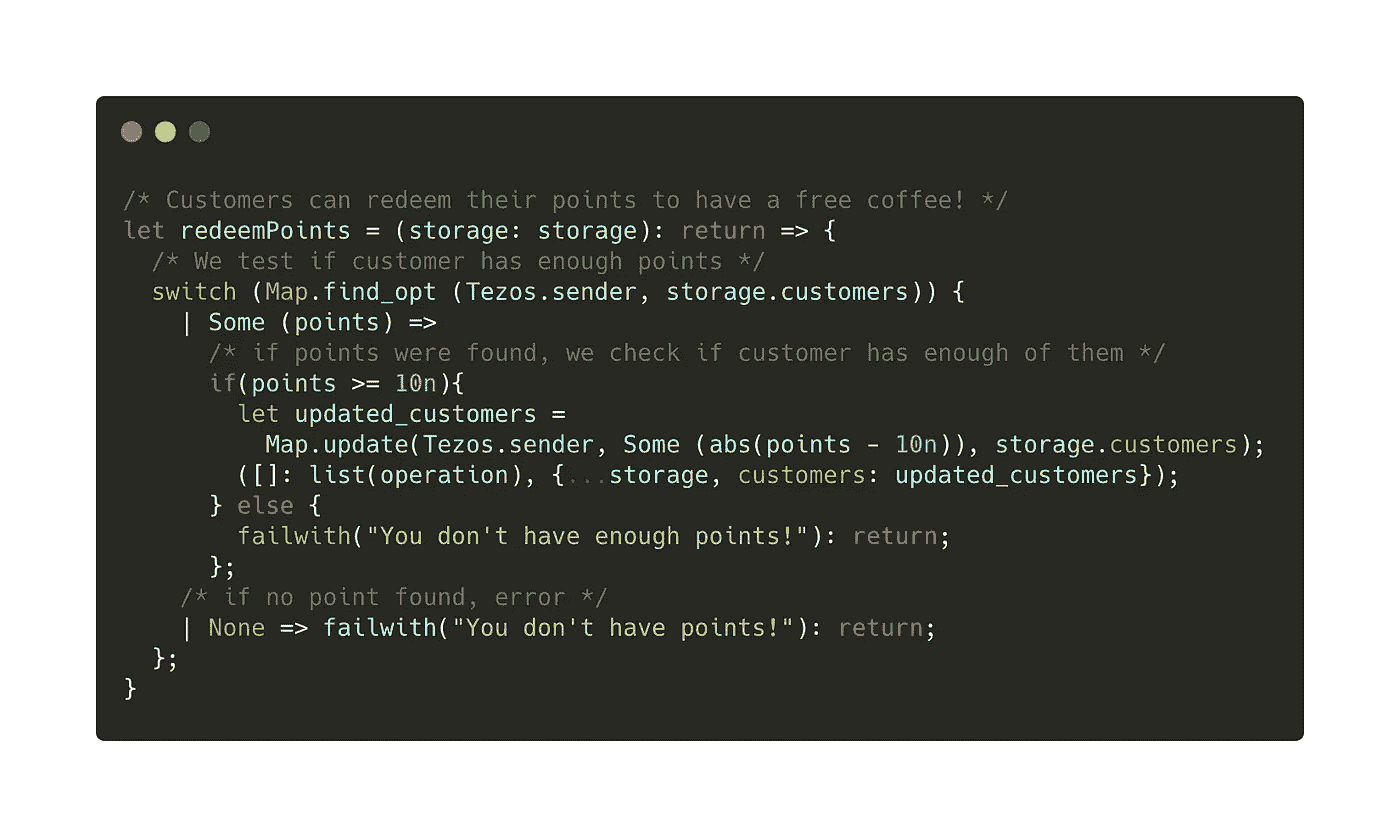 /* Customers can redeem their points to have a free coffee! */
let redeemPoints = (storage: storage): return => {
  /* We test if customer has enough points */
  switch (Map.find_opt (Tezos.sender, storage.customers)) {
    | Some (points) =>
      /* if points were found, we check if customer has enough of them */
      if(points >= 10n){
        let updated_customers =
          Map.update(Tezos.sender, Some (abs(points - 10n)), storage.customers);
        ([]: list(operation), {...storage, customers: updated_customers});
      } else {
        failwith("You don't have enough points!"): return;
      };
    /* if no point found, error */
    | None => failwith("You don't have points!"): return;
  };
}